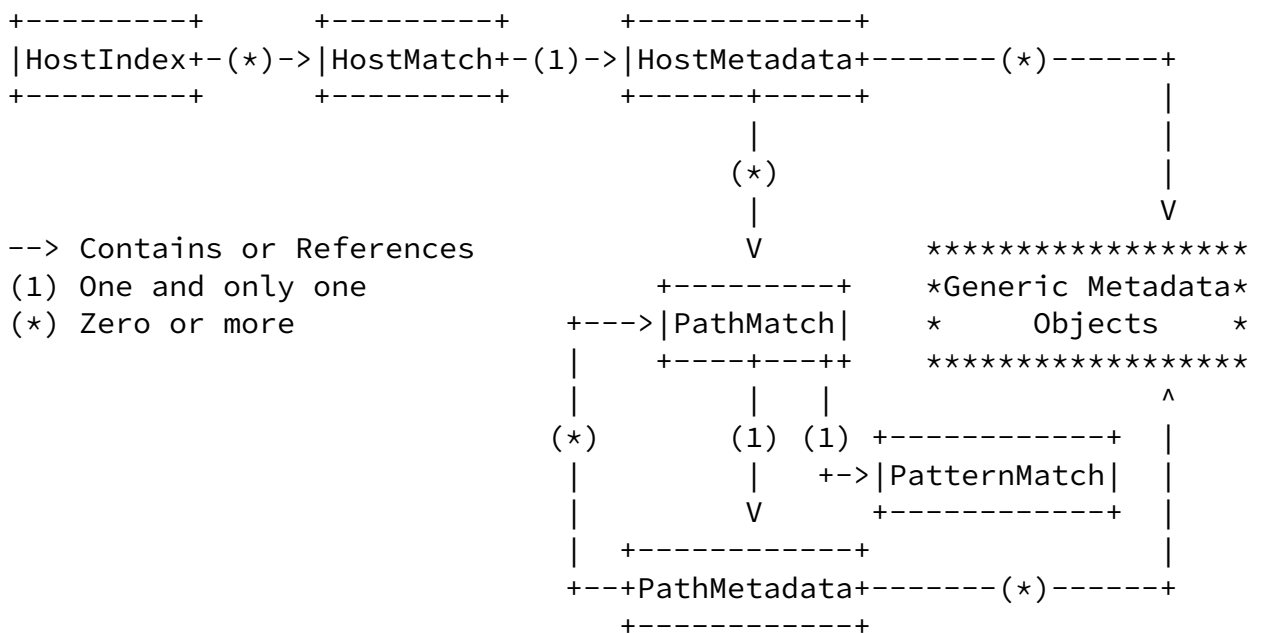 +---------+      +---------+      +------------+
|HostIndex+-(*)->|HostMatch+-(1)->|HostMetadata+-------(*)------+
+---------+      +---------+      +------+-----+                |
                                         |                      |
                                        (*)                     |
                                         |                      V
--> Contains or References               V         ******************
(1) One and only one                +---------+    *Generic Metadata*
(*) Zero or more               +--->|PathMatch|    *     Objects    *
                               |    +----+---++    ******************
                               |         |   |                  ^
                              (*)       (1) (1) +------------+  |
                               |         |   +->|PatternMatch|  |
                               |         V      +------------+  |
                               |  +------------+                |
                               +--+PathMetadata+-------(*)------+
                                  +------------+